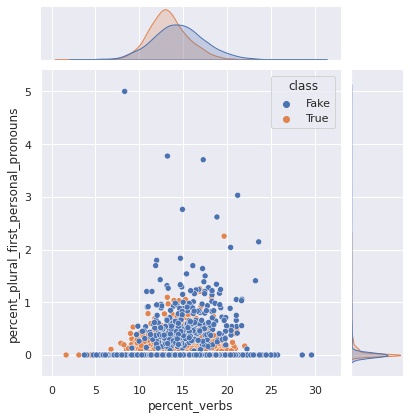 class
Fake
True
5
4
3
2
1
0
percent_plural_first_personal_pronouns
0 5 10 15 20 25 30
percent_verbs